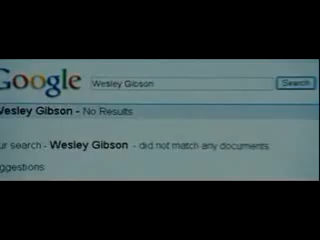 Google Wesley Gibson Search
Wesley Gibson - No Results
ur search - Wesley Gibson - did not match any documents.
ggestions: